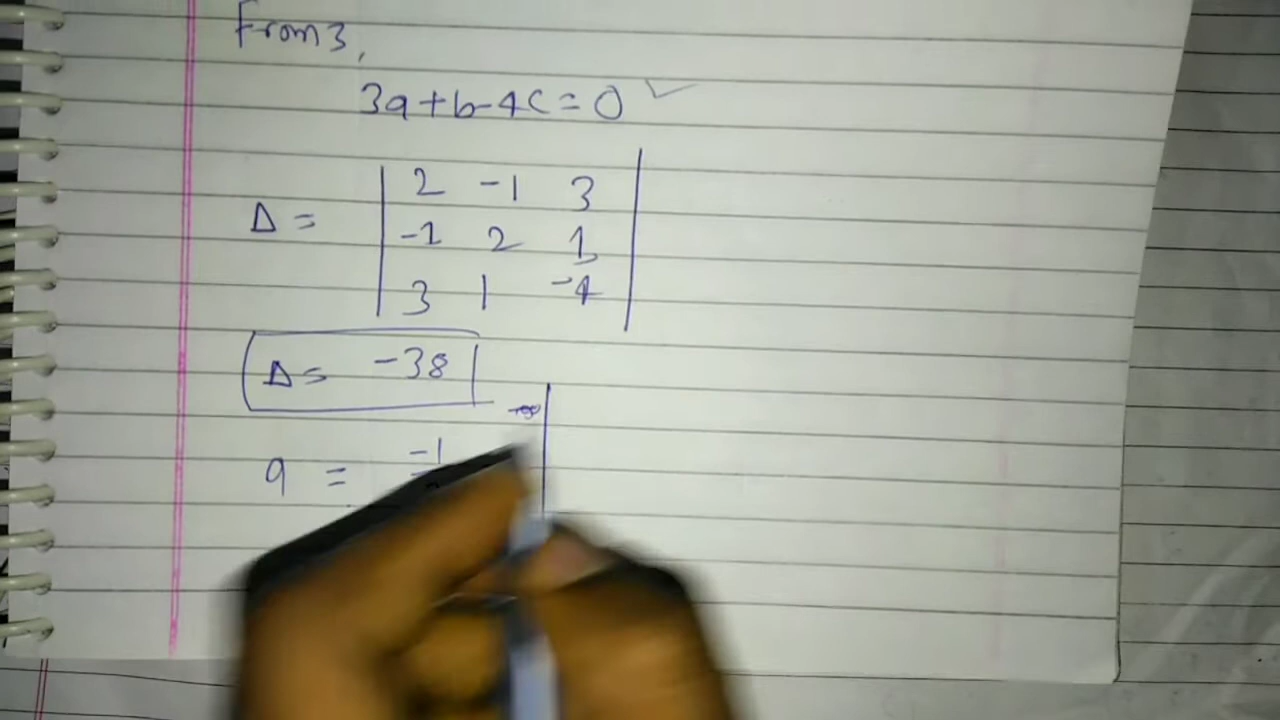 From 3,
3a+b-4c=0
2 -1 3
Δ = -1 2 1
3 1 -4
Δ= -38
a = -1